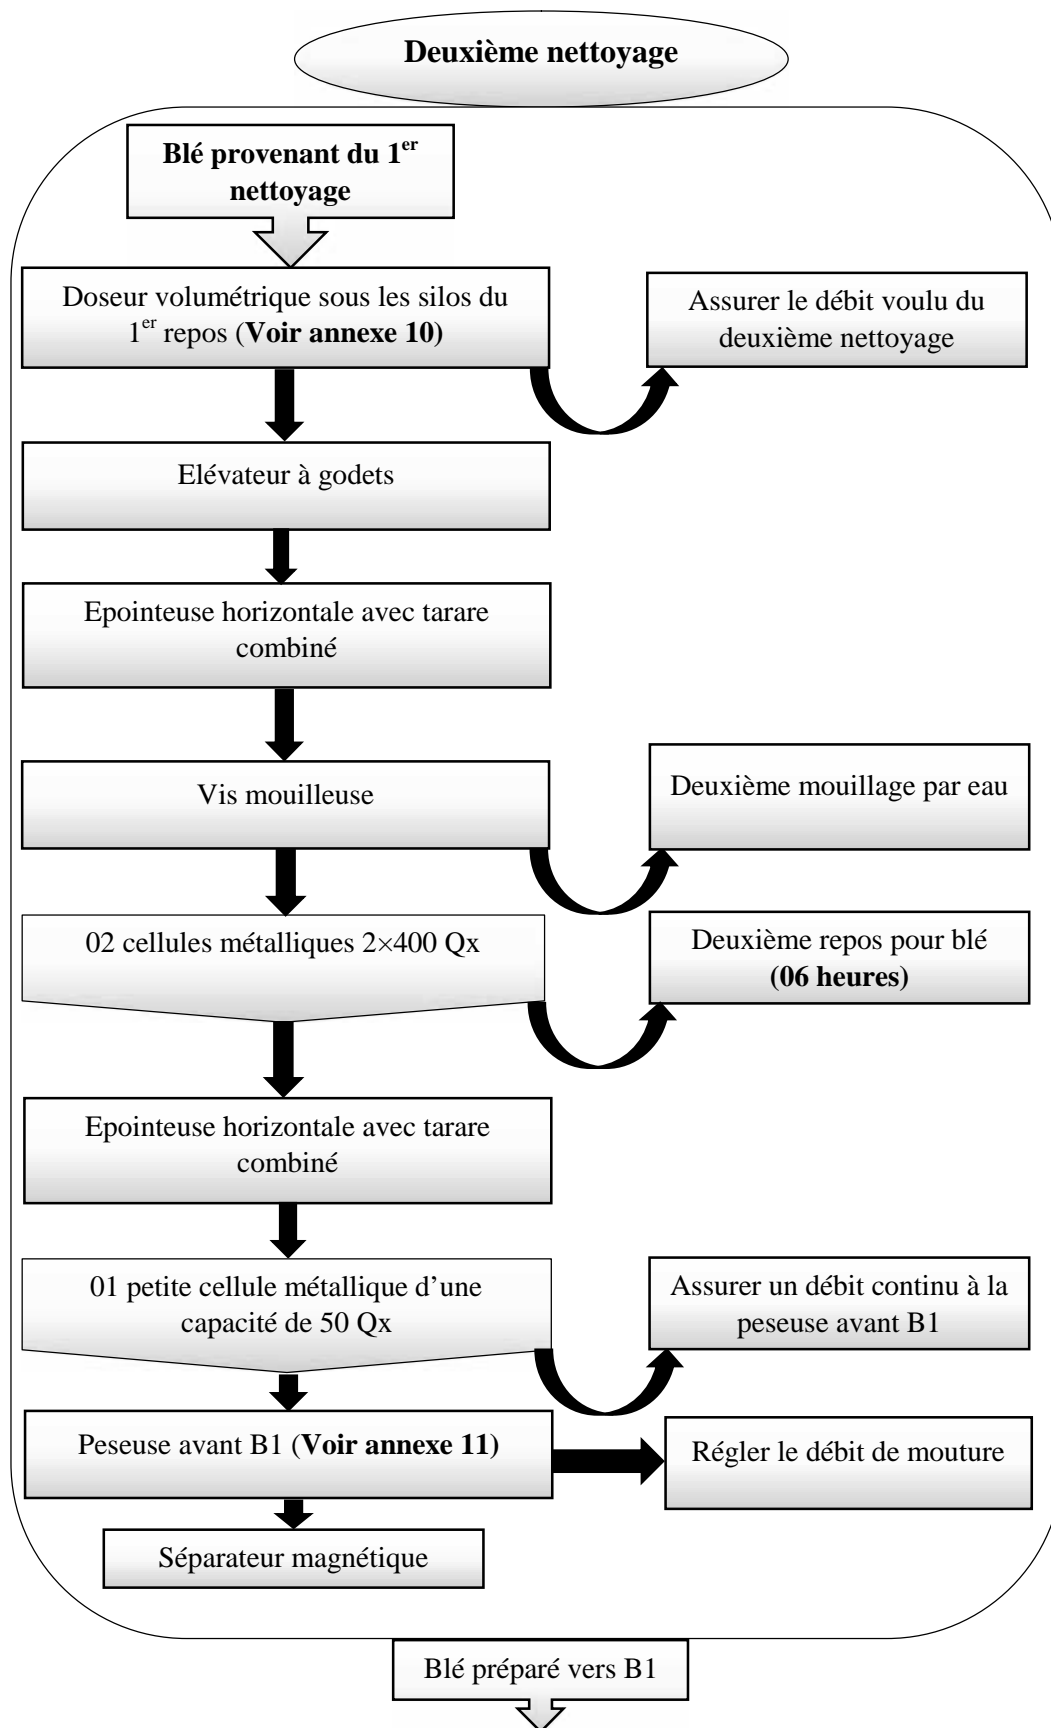 Deuxième nettoyage
Blé provenant du 1er
nettoyage
Doseur volumétrique sous les silos du
1er repos (Voir annexe 10)
Assurer le débit voulu du
deuxième nettoyage
Elévateur à godets
Epointeuse horizontale avec tarare
combiné
Vis mouilleuse
Deuxième mouillage par eau
02 cellules métalliques 2×400 Qx
Deuxième repos pour blé
(06 heures)
Epointeuse horizontale avec tarare
combiné
01 petite cellule métallique d’une
capacité de 50 Qx
Assurer un débit continu à la
peseuse avant B1
Peseuse avant B1 (Voir annexe 11)
Régler le débit de mouture
Séparateur magnétique
Blé préparé vers B1